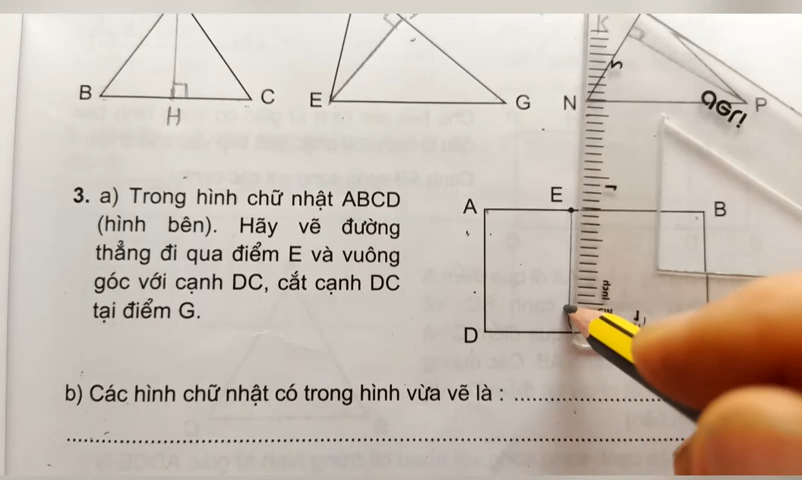 B
C
H
E
G
N
P
3. a) Trong hình chữ nhật ABCD
(hình bên). Hãy vẽ đường
thẳng đi qua điểm E và vuông
góc với cạnh DC, cắt cạnh DC
tại điểm G.
A
E
B
D
b) Các hình chữ nhật có trong hình vừa vẽ là :